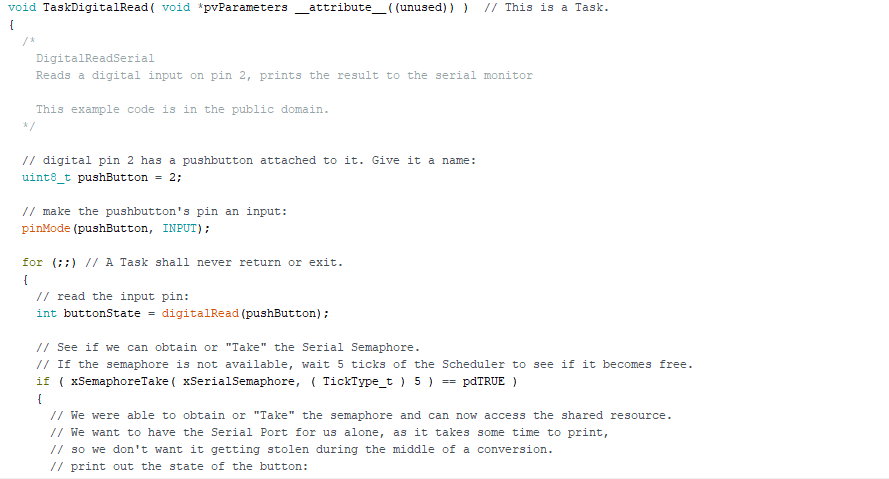 void TaskDigitalRead( void *pvParameters __attribute__((unused)) )  // This is a Task.
{
  /*
    DigitalReadSerial
    Reads a digital input on pin 2, prints the result to the serial monitor

    This example code is in the public domain.
  */

  // digital pin 2 has a pushbutton attached to it. Give it a name:
  uint8_t pushButton = 2;

  // make the pushbutton's pin an input:
  pinMode(pushButton, INPUT);

  for (;;) // A Task shall never return or exit.
  {
    // read the input pin:
    int buttonState = digitalRead(pushButton);

    // See if we can obtain or "Take" the Serial Semaphore.
    // If the semaphore is not available, wait 5 ticks of the Scheduler to see if it becomes free.
    if ( xSemaphoreTake( xSerialSemaphore, ( TickType_t ) 5 ) == pdTRUE )
    {
      // We were able to obtain or "Take" the semaphore and can now access the shared resource.
      // We want to have the Serial Port for us alone, as it takes some time to print,
      // so we don't want it getting stolen during the middle of a conversion.
      // print out the state of the button: